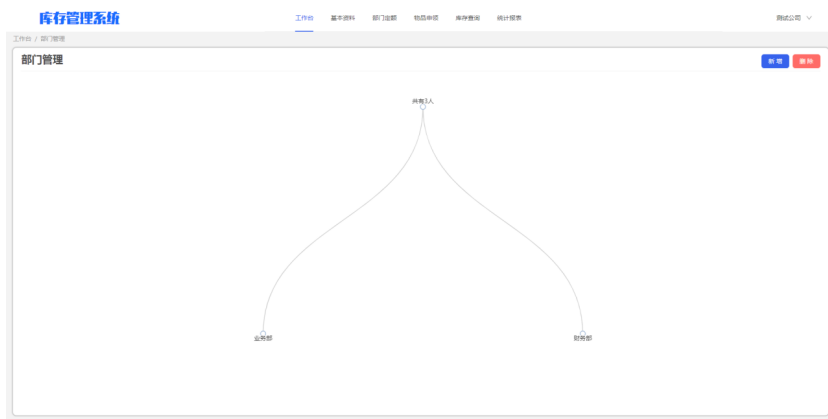 库存管理系统
工作台 基本资料 部门定额 物品申领 库存查询 统计报表 测试公司
工作台 / 部门管理
部门管理 新增 删除
共有3人
业务部 财务部